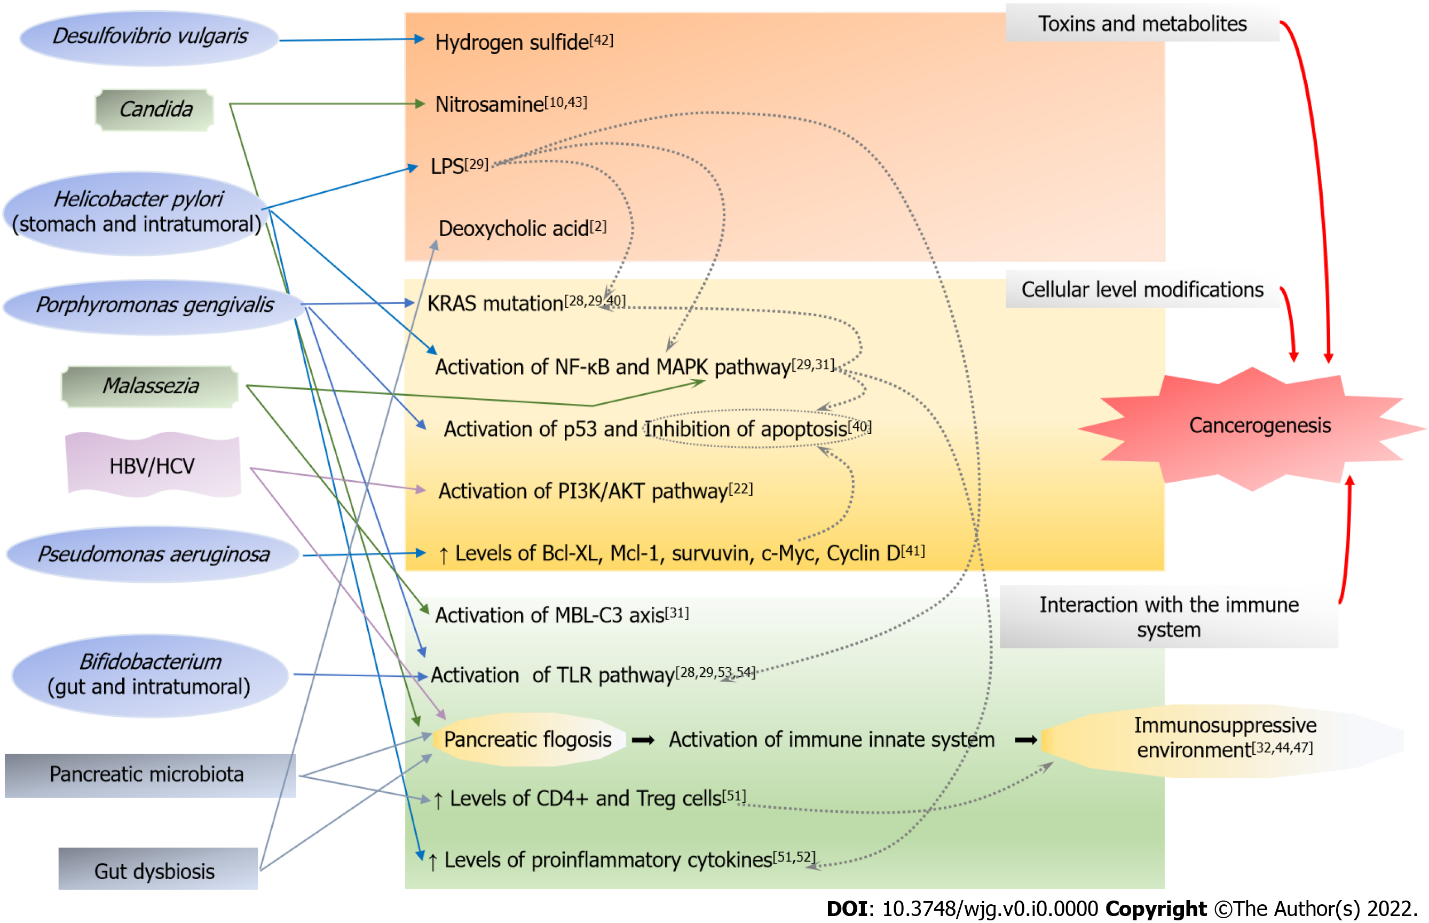 Desulfovibrio vulgaris
Candida
Helicobacter pylori
(stomach and intratumoral)
Porphyromonas gengivalis
Malassezia
HBV/HCV
Pseudomonas aeruginosa
Bifidobacterium
(gut and intratumoral)
Pancreatic microbiota
Gut dysbiosis
Hydrogen sulfide[42]
Nitrosamine[10,43]
LPS[29]
Deoxycholic acid[2]
KRAS mutation[28,29,40]
Activation of NF-κB and MAPK pathway[29,31]
Activation of p53 and Inhibition of apoptosis[40]
Activation of PI3K/AKT pathway[22]
↑ Levels of Bcl-XL, Mcl-1, survuvin, c-Myc, Cyclin D[41]
Activation of MBL-C3 axis[31]
Activation of TLR pathway[28,29,53,54]
Pancreatic flogosis
Activation of immune innate system
Immunosuppressive
environment[32,44,47]
↑ Levels of CD4+ and Treg cells[51]
↑ Levels of proinflammatory cytokines[51,52]
Toxins and metabolites
Cellular level modifications
Cancerogenesis
Interaction with the immune
system
DOI: 10.3748/wjg.v0.i0.0000 Copyright ©The Author(s) 2022.